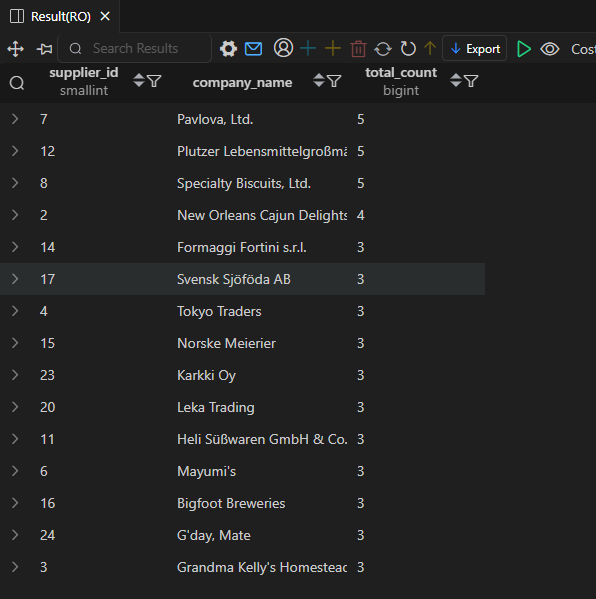 Result(RO)
Search Results
Export
Cost
supplier_id company_name total_count
smallint bigint
7 Pavlova, Ltd. 5
12 Plutzer Lebensmittelgroßmä 5
8 Specialty Biscuits, Ltd. 5
2 New Orleans Cajun Delights 4
14 Formaggi Fortini s.r.l. 3
17 Svensk Sjöföda AB 3
4 Tokyo Traders 3
15 Norske Meierier 3
23 Karkki Oy 3
20 Leka Trading 3
11 Heli Süßwaren GmbH & Co. 3
6 Mayumi's 3
16 Bigfoot Breweries 3
24 G'day, Mate 3
3 Grandma Kelly's Homestead 3